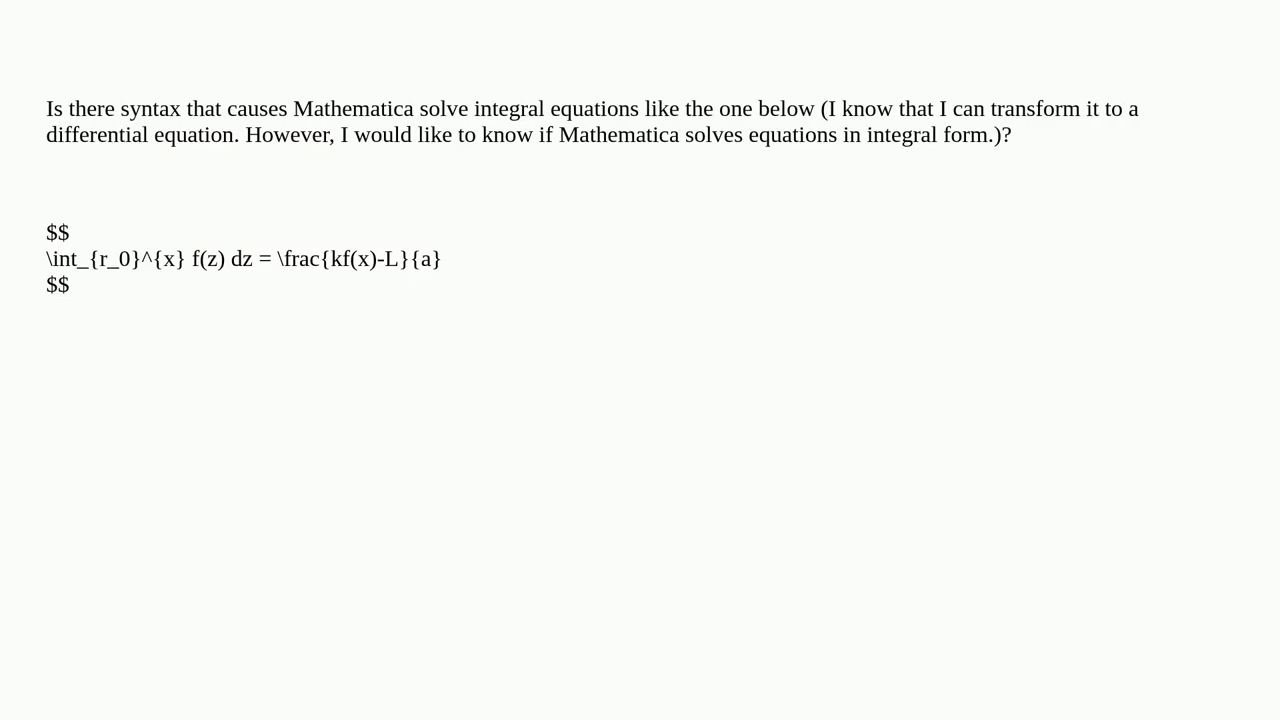 Is there syntax that causes Mathematica solve integral equations like the one below (I know that I can transform it to a
differential equation. However, I would like to know if Mathematica solves equations in integral form.)?
$$
\int_{r_0}^{x} f(z) dz = \frac{kf(x)-L}{a}
$$